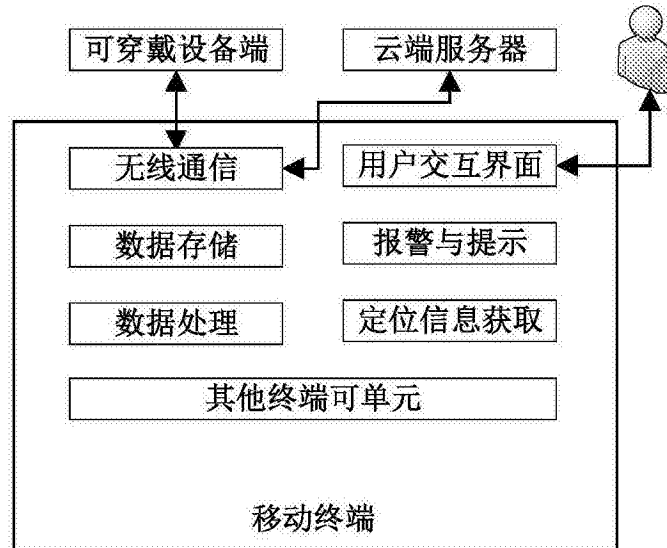 可穿戴设备端
云端服务器
无线通信
用户交互界面
数据存储
报警与提示
数据处理
定位信息获取
其他终端可单元
移动终端